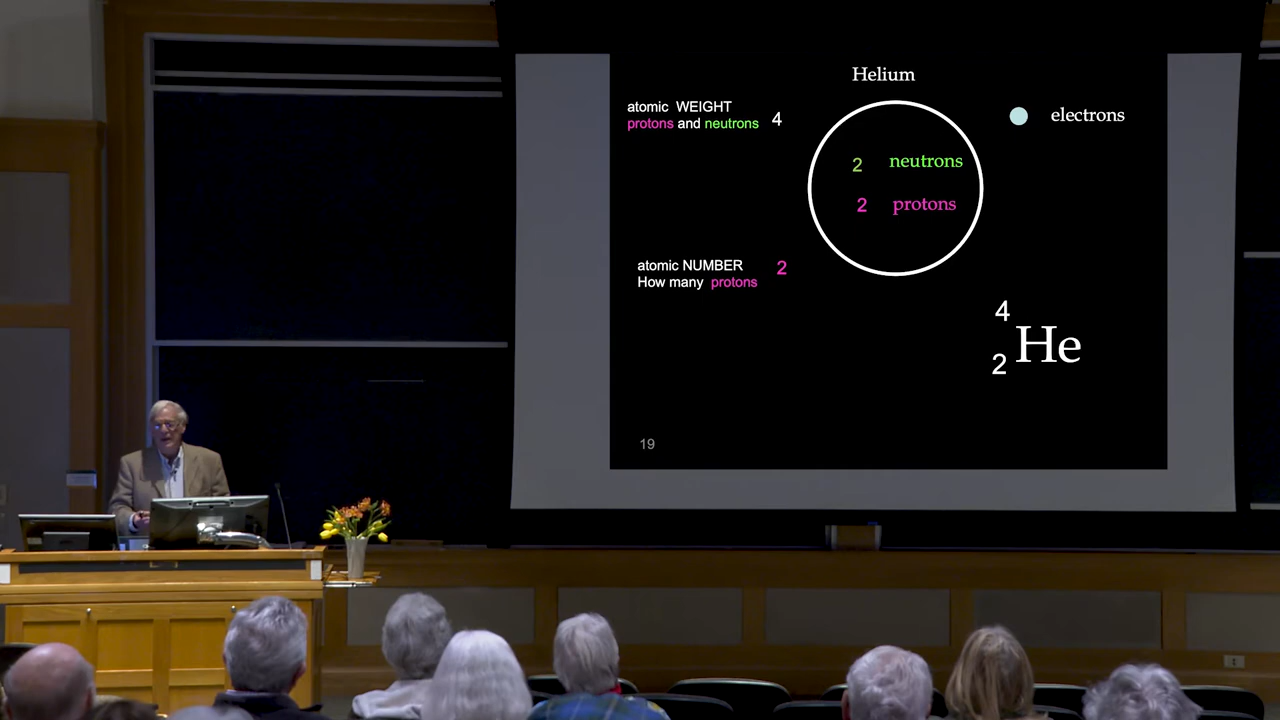 Helium
atomic WEIGHT
protons and neutrons 4
electrons
2 neutrons
2 protons
atomic NUMBER 2
How many protons
4
2 He
19